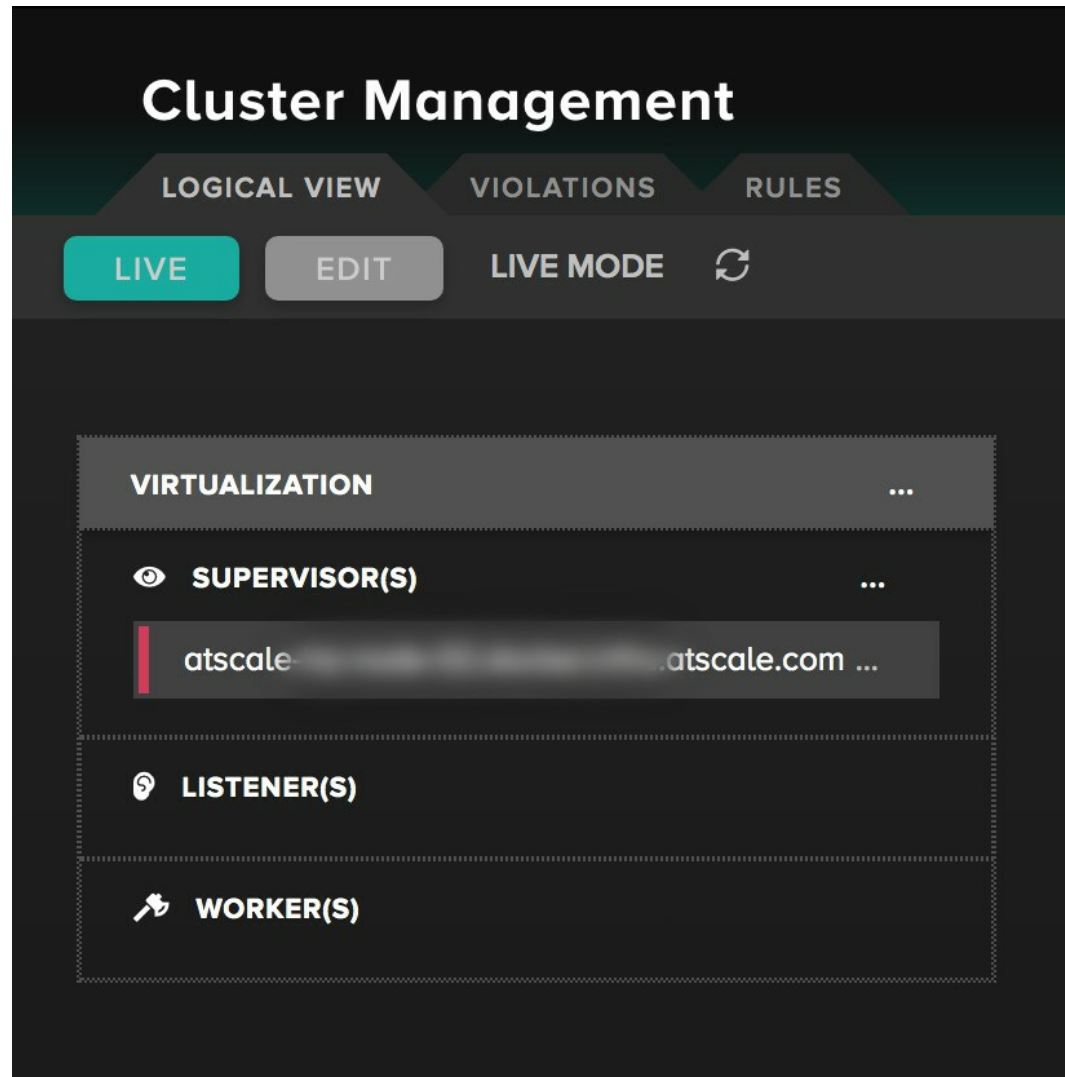 Cluster Management
LOGICAL VIEW VIOLATIONS RULES
LIVE EDIT LIVE MODE
VIRTUALIZATION ...
SUPERVISOR(S) ...
atscale- .atscale.com ...
LISTENER(S)
WORKER(S)